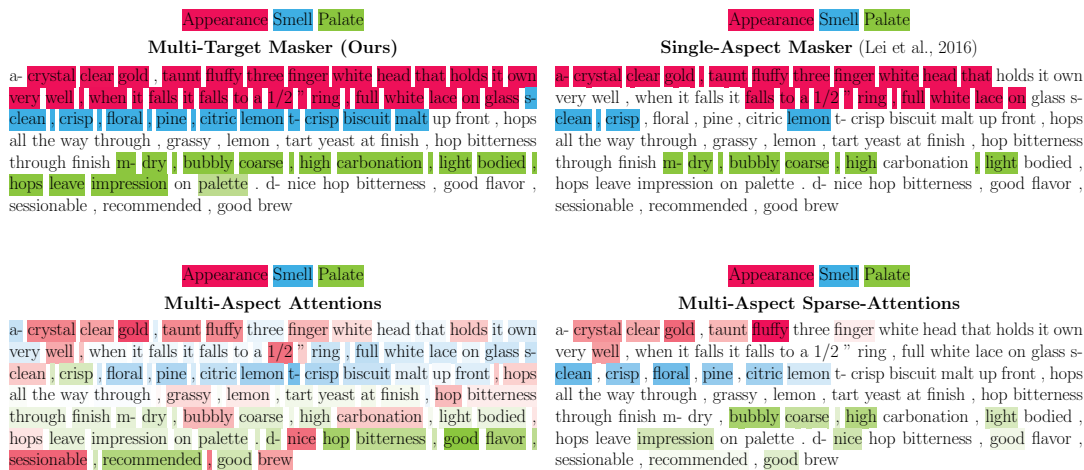 Appearance Smell Palate
Multi-Target Masker (Ours)
a- crystal clear gold , taunt fluffy three finger white head that holds it own
very well , when it falls it falls to a 1/2 ” ring , full white lace on glass s-
clean , crisp , floral , pine , citric lemon t- crisp biscuit malt up front , hops
all the way through , grassy , lemon , tart yeast at finish , hop bitterness
through finish m- dry , bubbly coarse , high carbonation , light bodied ,
hops leave impression on palette . d- nice hop bitterness , good flavor ,
sessionable , recommended , good brew
Appearance Smell Palate
Single-Aspect Masker (Lei et al., 2016)
a- crystal clear gold , taunt fluffy three finger white head that holds it own
very well , when it falls it falls to a 1/2 ” ring , full white lace on glass s-
clean , crisp , floral , pine , citric lemon t- crisp biscuit malt up front , hops
all the way through , grassy , lemon , tart yeast at finish , hop bitterness
through finish m- dry , bubbly coarse , high carbonation , light bodied ,
hops leave impression on palette . d- nice hop bitterness , good flavor ,
sessionable , recommended , good brew
Appearance Smell Palate
Multi-Aspect Attentions
a- crystal clear gold , taunt fluffy three finger white head that holds it own
very well , when it falls it falls to a 1/2 ” ring , full white lace on glass s-
clean , crisp , floral , pine , citric lemon t- crisp biscuit malt up front , hops
all the way through , grassy , lemon , tart yeast at finish , hop bitterness
through finish m- dry , bubbly coarse , high carbonation , light bodied ,
hops leave impression on palette . d- nice hop bitterness , good flavor ,
sessionable , recommended , good brew
Appearance Smell Palate
Multi-Aspect Sparse-Attentions
a- crystal clear gold , taunt fluffy three finger white head that holds it own
very well , when it falls it falls to a 1/2 ” ring , full white lace on glass s-
clean , crisp , floral , pine , citric lemon t- crisp biscuit malt up front , hops
all the way through , grassy , lemon , tart yeast at finish , hop bitterness
through finish m- dry , bubbly coarse , high carbonation , light bodied ,
hops leave impression on palette . d- nice hop bitterness , good flavor ,
sessionable , recommended , good brew